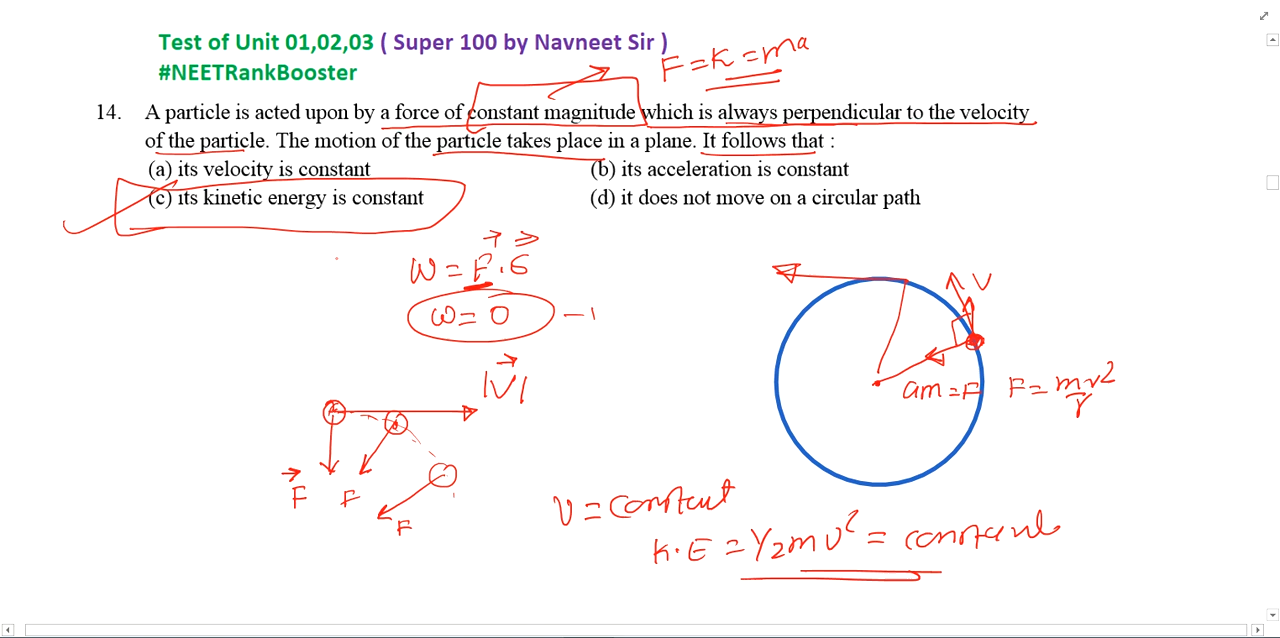 Test of Unit 01,02,03 ( Super 100 by Navneet Sir )
#NEETRankBooster
F = K = ma
14. A particle is acted upon by a force of constant magnitude which is always perpendicular to the velocity
of the particle. The motion of the particle takes place in a plane. It follows that :
(a) its velocity is constant (b) its acceleration is constant
(c) its kinetic energy is constant (d) it does not move on a circular path
W = F.S
W = 0 -1
V
|V|
am = F F = mv²/r
F F F
V = constant
K.E = 1/2 mv² = constant